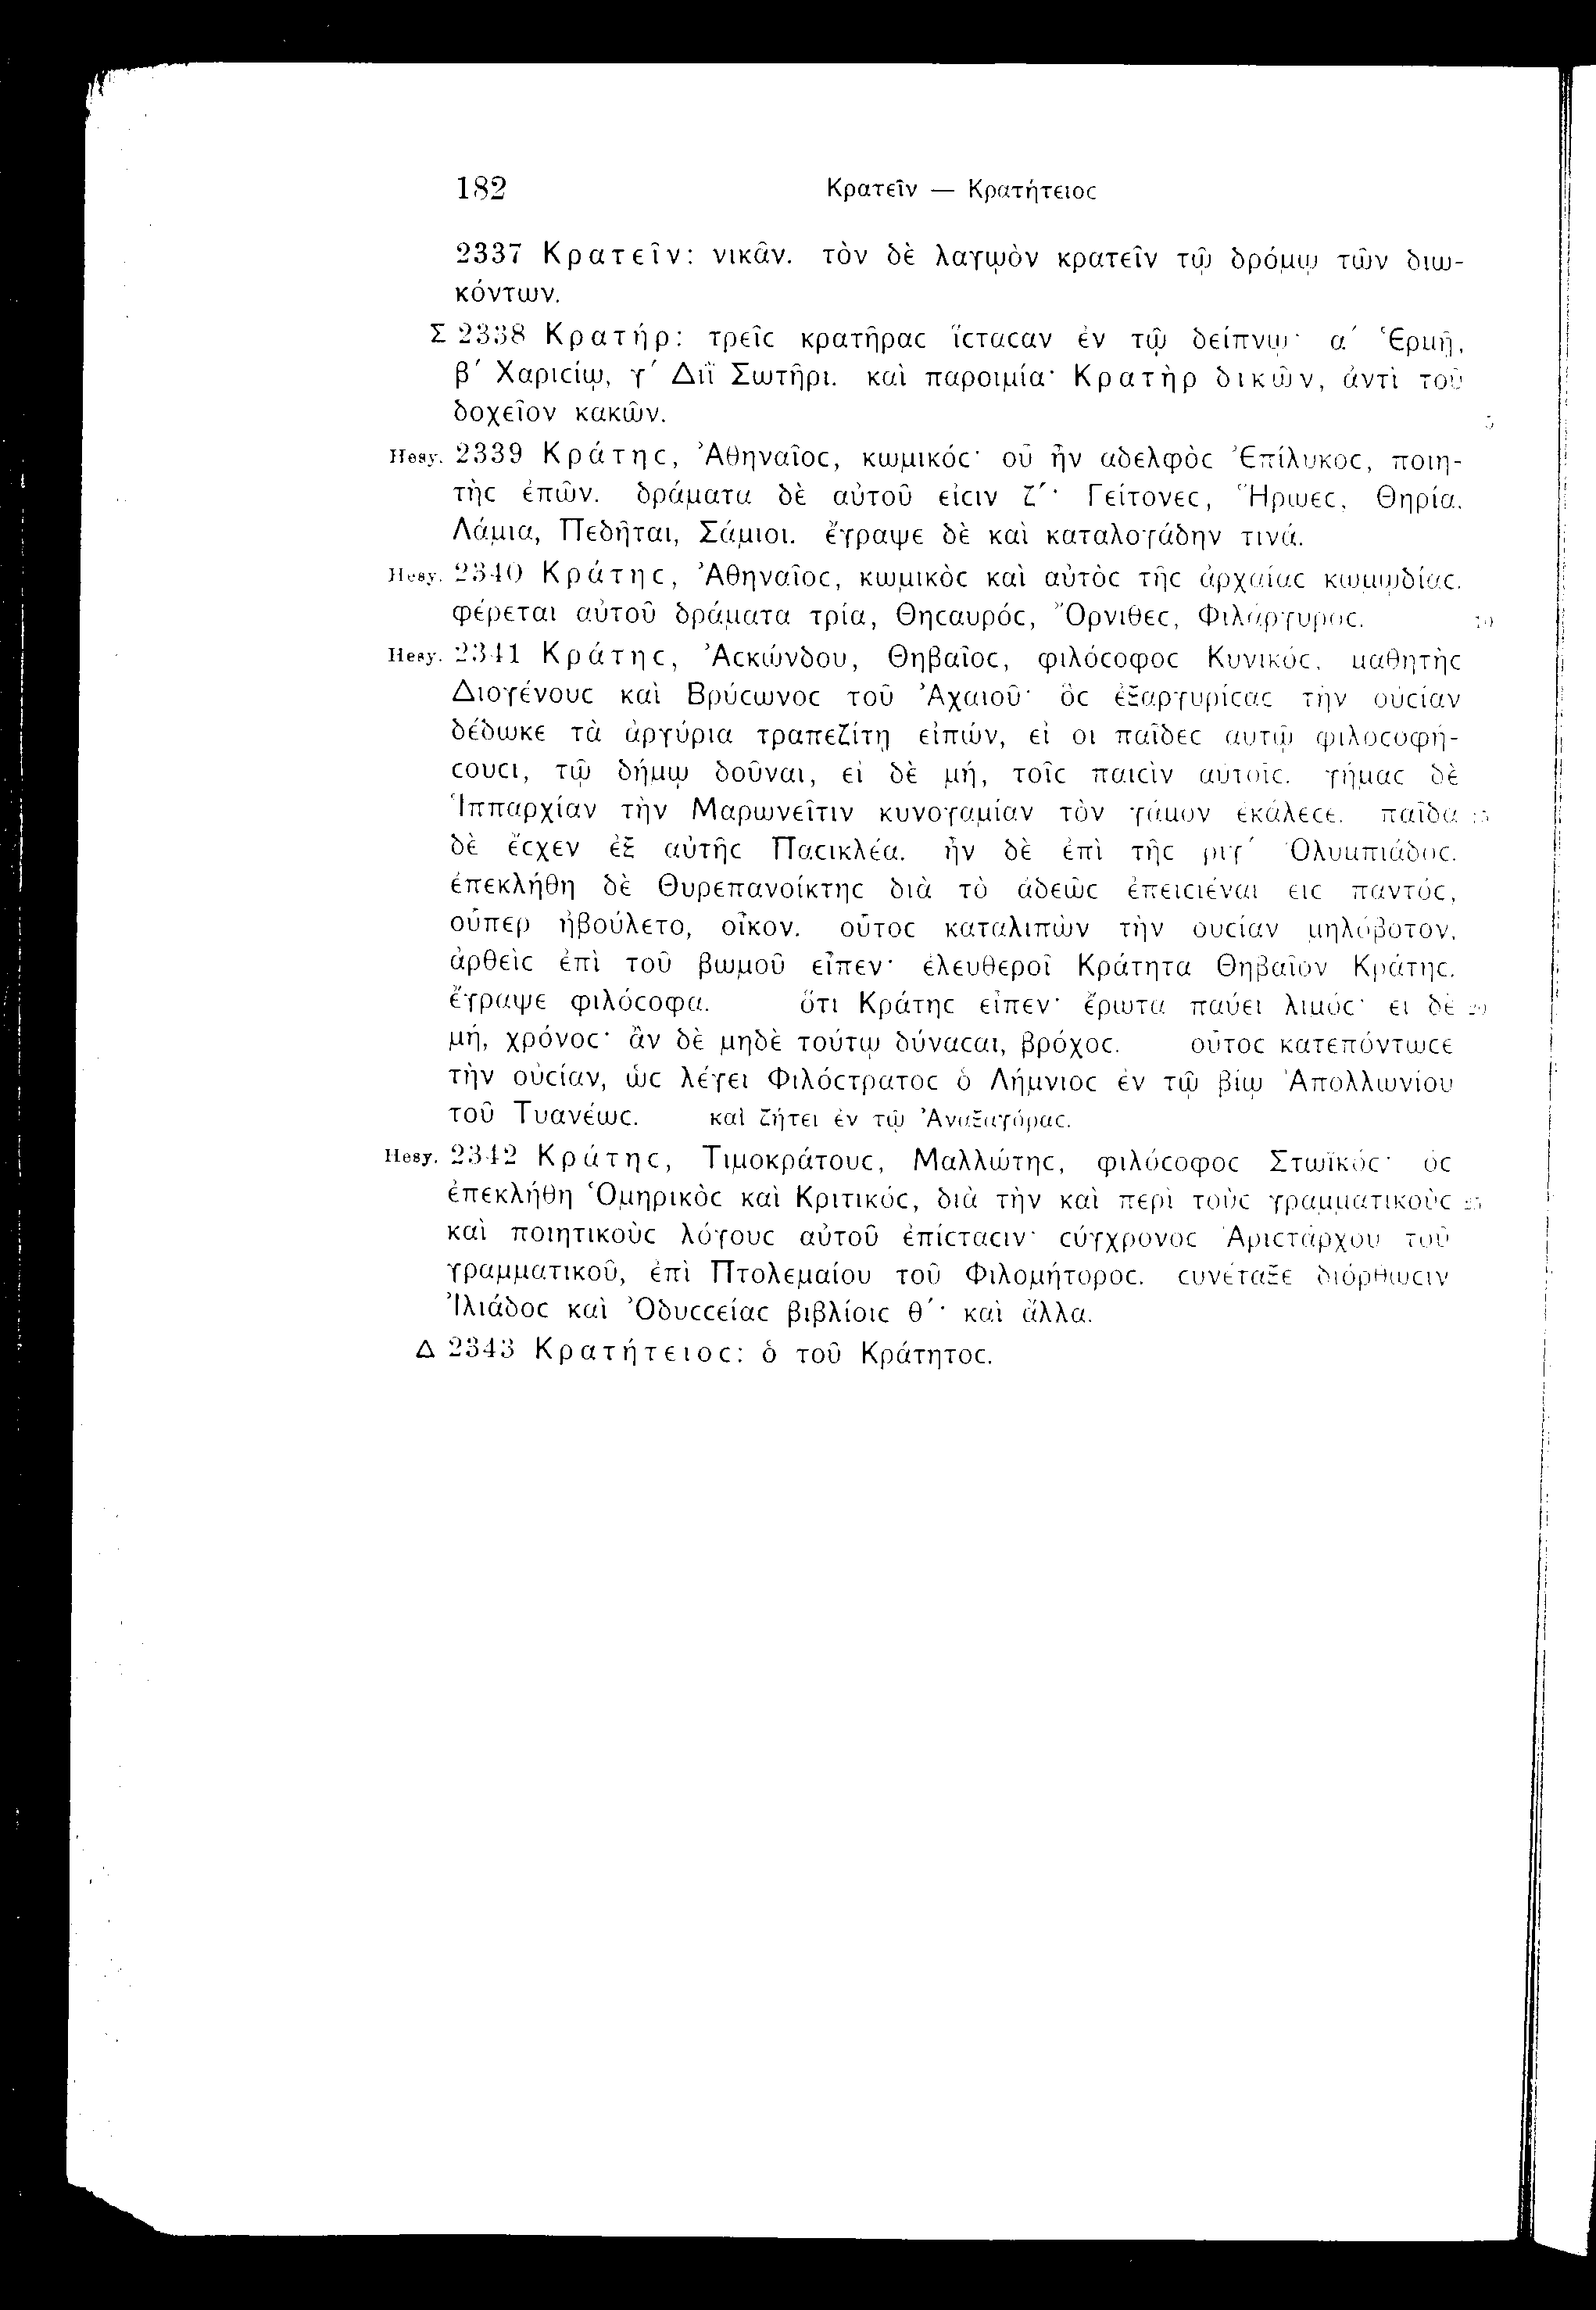 182 Κρατεῖν — Κρατήτειοϲ
2337 Κρατεῖν: νικᾶν. τὸν δὲ λαγῳὸν κρατεῖν τῷ δρόμῳ τῶν διω-
κόντων.
Σ 2338 Κρατήρ: τρεῖϲ κρατῆραϲ ἵϲταϲαν ἐν τῷ δείπνῳ· α´ Ἑρμῇ,
β´ Χαριϲίῳ, γ´ Διῒ Σωτῆρι. καὶ παροιμία· Κρατὴρ δικῶν, ἀντὶ τοῦ
δοχεῖον κακῶν. 5
Hesy. 2339 Κράτηϲ, Ἀθηναῖοϲ, κωμικόϲ· οὗ ἦν ἀδελφὸϲ Ἐπίλυκοϲ, ποιη-
τὴϲ ἐπῶν. δράματα δὲ αὐτοῦ εἰϲιν ζ´· Γείτονεϲ, Ἥρωεϲ, Θηρία,
Λάμια, Πεδῆται, Σάμιοι. ἔγραψε δὲ καὶ καταλογάδην τινά.
Hesy. 2340 Κράτηϲ, Ἀθηναῖοϲ, κωμικὸϲ καὶ αὐτὸϲ τῆϲ ἀρχαίαϲ κωμῳδίαϲ.
φέρεται αὐτοῦ δράματα τρία, Θηϲαυρόϲ, Ὄρνιθεϲ, Φιλάργυροϲ. 10
Hesy. 2341 Κράτηϲ, Ἀϲκώνδου, Θηβαῖοϲ, φιλόϲοφοϲ Κυνικόϲ, μαθητὴϲ
Διογένουϲ καὶ Βρύϲωνοϲ τοῦ Ἀχαιοῦ· ὃϲ ἐξαργυρίϲαϲ τὴν οὐϲίαν
δέδωκε τὰ ἀργύρια τραπεζίτῃ εἰπών, εἰ οἱ παῖδεϲ αὐτῷ φιλοϲοφή-
ϲουϲι, τῷ δήμῳ δοῦναι, εἰ δὲ μή, τοῖϲ παιϲὶν αὐτοῖϲ. γήμαϲ δὲ
Ἱππαρχίαν τὴν Μαρωνεῖτιν κυνογαμίαν τὸν γάμον ἐκάλεϲε. παῖδα 15
δὲ ἔϲχεν ἐξ αὐτῆϲ Παϲικλέα. ἦν δὲ ἐπὶ τῆϲ ριγ´ Ὀλυμπιάδοϲ.
ἐπεκλήθη δὲ Θυρεπανοίκτηϲ διὰ τὸ ἀδεῶϲ ἐπειϲιέναι εἰϲ παντόϲ,
οὗπερ ἠβούλετο, οἶκον. οὗτοϲ καταλιπὼν τὴν οὐϲίαν μηλόβοτον,
ἀρθεὶϲ ἐπὶ τοῦ βωμοῦ εἶπεν· ἐλευθεροῖ Κράτητα Θηβαῖον Κράτηϲ.
ἔγραψε φιλόϲοφα. ὅτι Κράτηϲ εἶπεν· ἔρωτα παύει λιμόϲ· εἰ δὲ 20
μή, χρόνοϲ· ἂν δὲ μηδὲ τούτῳ δύναϲαι, βρόχοϲ. οὗτοϲ κατεπόντωϲε
τὴν οὐϲίαν, ὡϲ λέγει Φιλόϲτρατοϲ ὁ Λήμνιοϲ ἐν τῷ βίῳ Ἀπολλωνίου
τοῦ Τυανέωϲ. καὶ ζήτει ἐν τῷ Ἀναξαγόραϲ.
Hesy. 2342 Κράτηϲ, Τιμοκράτουϲ, Μαλλώτηϲ, φιλόϲοφοϲ Στωϊκόϲ· ὃϲ
ἐπεκλήθη Ὁμηρικὸϲ καὶ Κριτικόϲ, διὰ τὴν καὶ περὶ τοὺϲ γραμματικοὺϲ 25
καὶ ποιητικοὺϲ λόγουϲ αὐτοῦ ἐπίϲταϲιν· ϲύγχρονοϲ Ἀριϲτάρχου τοῦ
γραμματικοῦ, ἐπὶ Πτολεμαίου τοῦ Φιλομήτοροϲ. ϲυνέταξε διόρθωϲιν
Ἰλιάδοϲ καὶ Ὀδυϲϲείαϲ βιβλίοιϲ θ´· καὶ ἄλλα.
Δ 2343 Κρατήτειοϲ: ὁ τοῦ Κράτητοϲ.